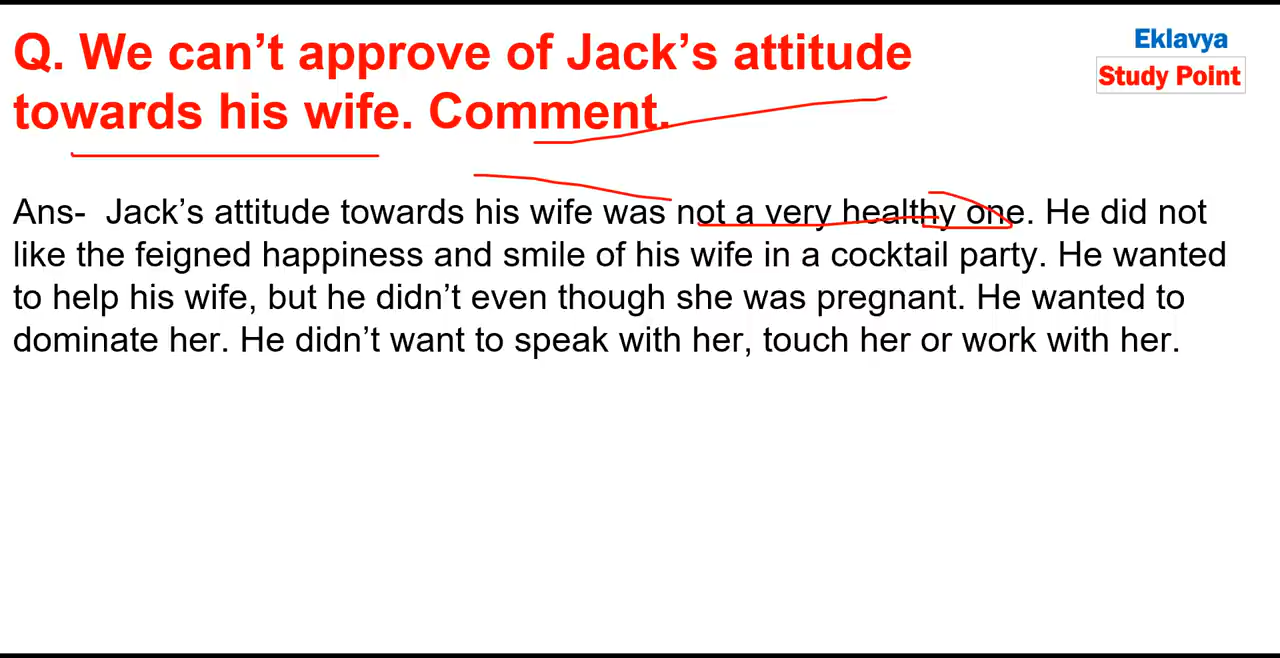 Q. We can’t approve of Jack’s attitude
towards his wife. Comment.
Eklavya
Study Point
Ans-  Jack’s attitude towards his wife was not a very healthy one. He did not
like the feigned happiness and smile of his wife in a cocktail party. He wanted
to help his wife, but he didn’t even though she was pregnant. He wanted to
dominate her. He didn’t want to speak with her, touch her or work with her.